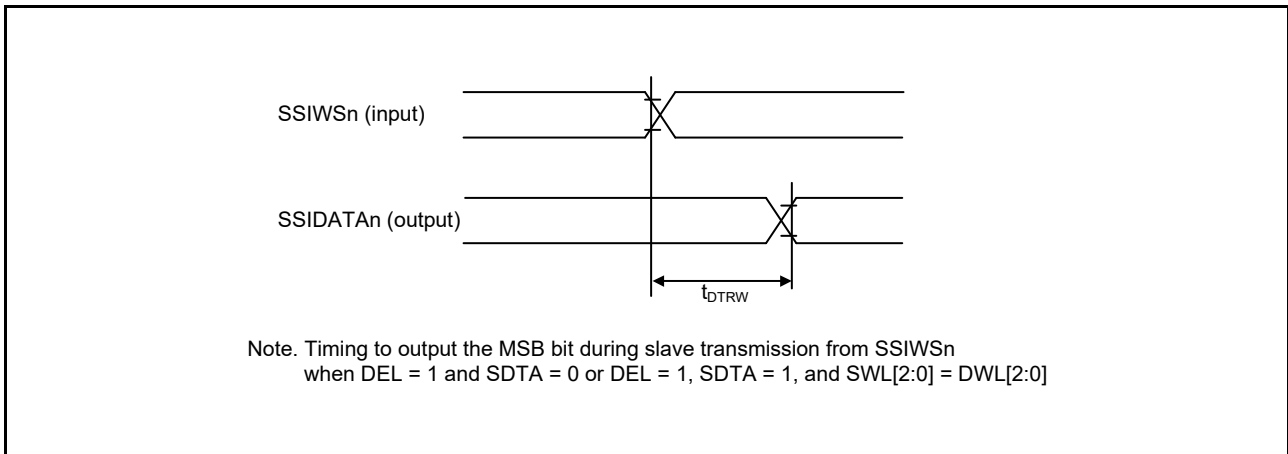 SSIWSn (input)
SSIDATAn (output)
tDTRW
Note. Timing to output the MSB bit during slave transmission from SSIWSn
when DEL = 1 and SDTA = 0 or DEL = 1, SDTA = 1, and SWL[2:0] = DWL[2:0]